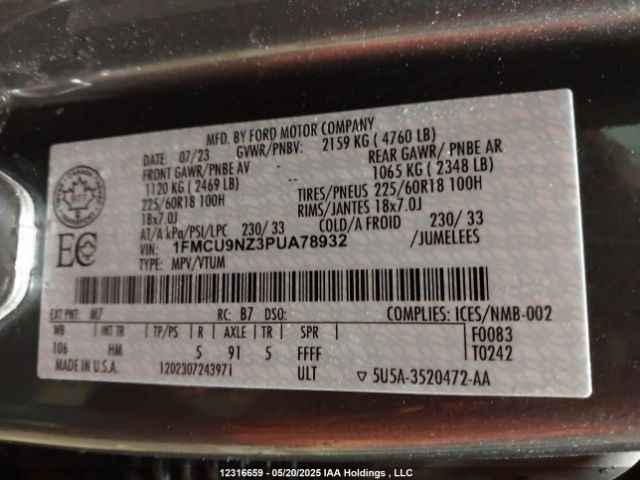 MFD. BY FORD MOTOR COMPANY
DATE: 07/23 GVWR/PNBV: 2159 KG ( 4760 LB)
FRONT GAWR/PNBE AV -- REAR GAWR/ PNBE AR
1120 KG ( 2469 LB) 1065 KG ( 2348 LB)
225/60R18 100H TIRES/PNEUS 225/60R18 100H
18x7.0J RIMS/JANTES 18x7.0J
AT/A kPa/PSI/LPC 230/ 33 COLD/A FROID 230/ 33
VIN: 1FMCU9NZ3PUA78932 /JUMELEES
TYPE: MPV/VTUM
EXT PNT: M7 RC: B7 DSO: COMPLIES: ICES/NMB-002
WB INT TR TP/PS R AXLE TR SPR F0083
106 HM 5 91 5 FFFF T0242
MADE IN U.S.A. 1202307243971 ULT ▽ 5U5A-3520472-AA
12316659 - 05/20/2025 IAA Holdings , LLC